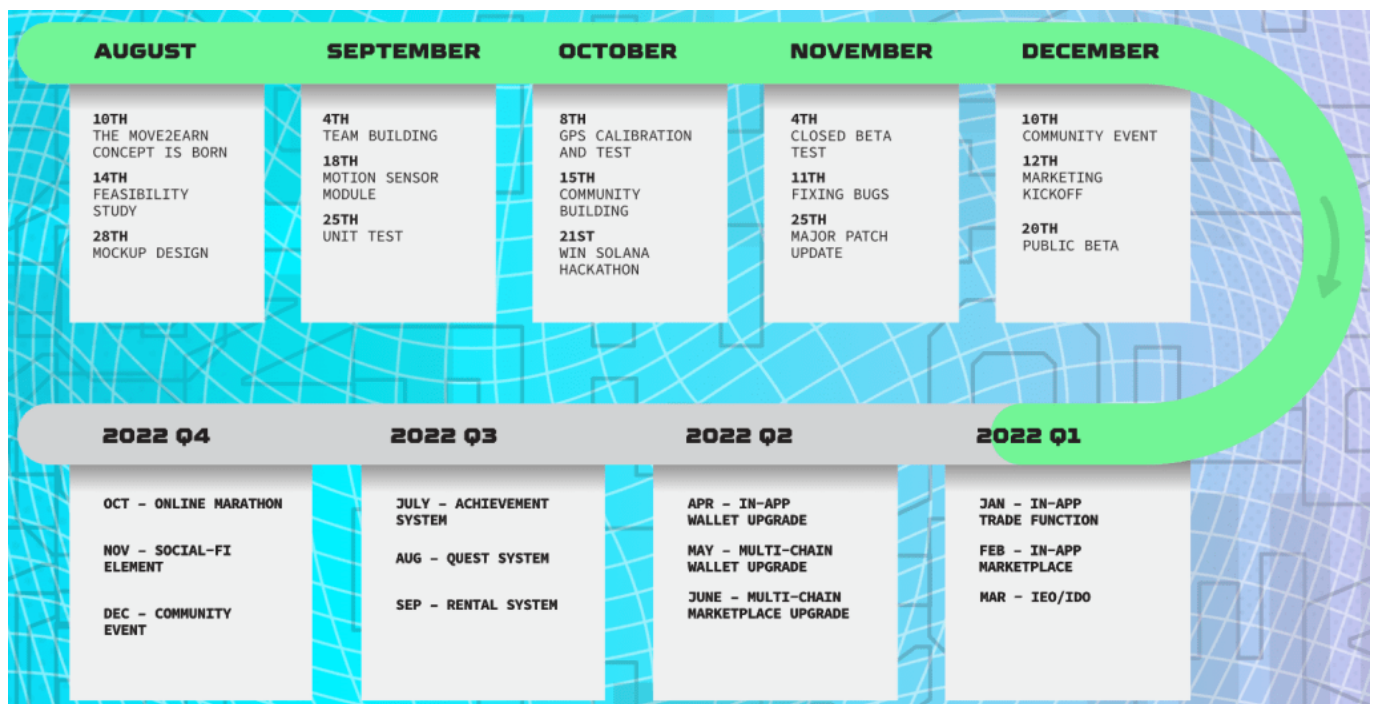 AUGUST
10TH
THE MOVE2EARN
CONCEPT IS BORN
14TH
FEASIBILITY
STUDY
28TH
MOCKUP DESIGN
SEPTEMBER
4TH
TEAM BUILDING
18TH
MOTION SENSOR
MODULE
25TH
UNIT TEST
OCTOBER
8TH
GPS CALIBRATION
AND TEST
15TH
COMMUNITY
BUILDING
21ST
WIN SOLANA
HACKATHON
NOVEMBER
4TH
CLOSED BETA
TEST
11TH
FIXING BUGS
25TH
MAJOR PATCH
UPDATE
DECEMBER
10TH
COMMUNITY EVENT
12TH
MARKETING
KICKOFF
20TH
PUBLIC BETA
2022 Q1
JAN – IN-APP
TRADE FUNCTION
FEB – IN-APP
MARKETPLACE
MAR – IEO/IDO
2022 Q2
APR – IN-APP
WALLET UPGRADE
MAY – MULTI-CHAIN
WALLET UPGRADE
JUNE – MULTI-CHAIN
MARKETPLACE UPGRADE
2022 Q3
JULY – ACHIEVEMENT
SYSTEM
AUG – QUEST SYSTEM
SEP – RENTAL SYSTEM
2022 Q4
OCT – ONLINE MARATHON
NOV – SOCIAL-FI
ELEMENT
DEC – COMMUNITY
EVENT